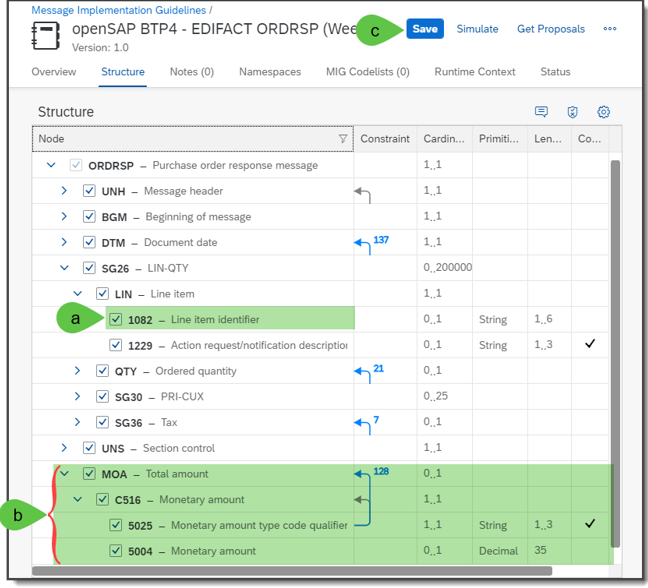 Message Implementation Guidelines /
openSAP BTP4 - EDIFACT ORDRSP (Wee
c
Save Simulate Get Proposals
Version: 1.0
Overview Structure Notes (0) Namespaces MIG Codelists (0) Runtime Context Status
Structure
Node Constraint Cardin... Primiti... Len... Co...
ORDRSP – Purchase order response message 1..1
UNH – Message header 1..1
BGM – Beginning of message 1..1
DTM – Document date 137 1..1
SG26 – LIN-QTY 0..200000
LIN – Line item 1..1
a 1082 – Line item identifier 0..1 String 1..6
1229 – Action request/notification description 0..1 String 1..3
QTY – Ordered quantity 21 0..1
SG30 – PRI-CUX 0..25
SG36 – Tax 7 0..1
UNS – Section control 1..1
MOA – Total amount 128 0..1
C516 – Monetary amount 1..1
b 5025 – Monetary amount type code qualifier 1..1 String 1..3
5004 – Monetary amount 0..1 Decimal 35